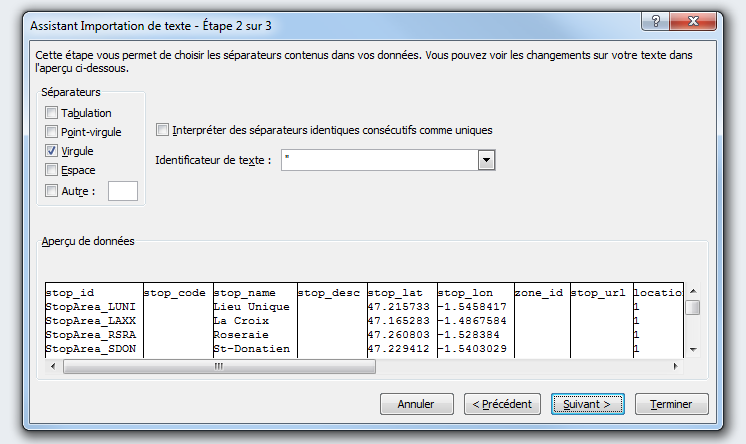 Assistant Importation de texte - Étape 2 sur 3
Cette étape vous permet de choisir les séparateurs contenus dans vos données. Vous pouvez voir les changements sur votre texte dans
l'aperçu ci-dessous.
Séparateurs
Tabulation
Point-virgule
Virgule
Espace
Autre :
Interpréter des séparateurs identiques consécutifs comme uniques
Identificateur de texte : "
Aperçu de données
stop_id stop_code stop_name stop_desc stop_lat stop_lon zone_id stop_url location
StopArea_LUNI Lieu Unique 47.215733 -1.5458417 1
StopArea_LAXX La Croix 47.165283 -1.4867584 1
StopArea_RSRA Roseraie 47.260803 -1.528384 1
StopArea_SDON St-Donatien 47.229412 -1.5403029 1
Annuler < Précédent Suivant > Terminer